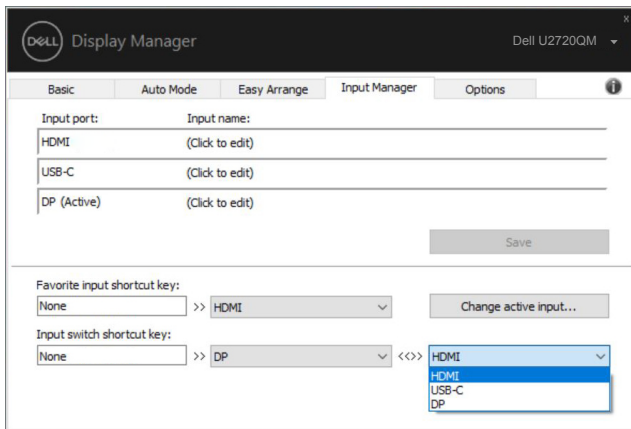 DELL Display Manager
Dell U2720QM
x
Basic Auto Mode Easy Arrange Input Manager Options i
Input port: Input name:
HDMI (Click to edit)
USB-C (Click to edit)
DP (Active) (Click to edit)
Save
Favorite input shortcut key:
None >> HDMI Change active input...
Input switch shortcut key:
None >> DP <<>> HDMI
HDMI
USB-C
DP